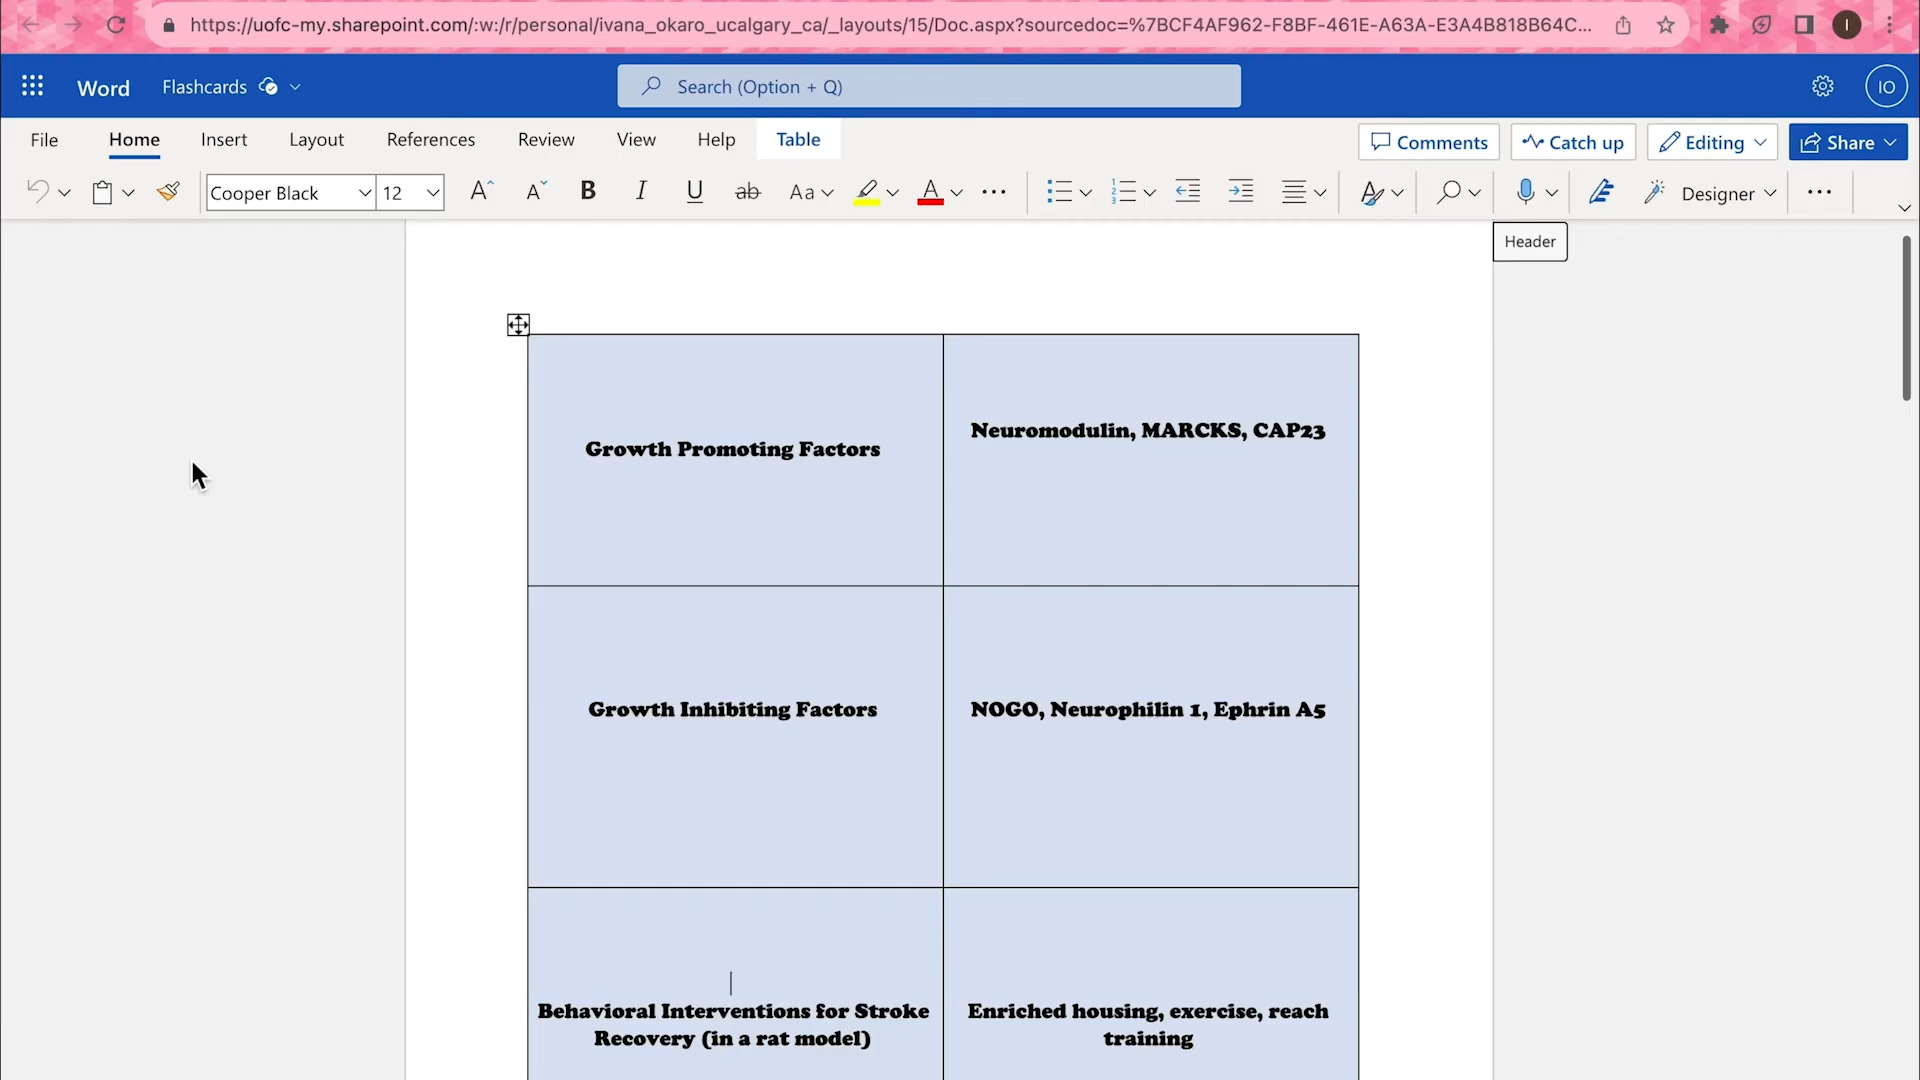 https://uofc-my.sharepoint.com/:w:/r/personal/ivana_okaro_ucalgary_ca/_layouts/15/Doc.aspx?sourcedoc=%7BCF4AF962-F8BF-461E-A63A-E3A4B818B64C...
I
Word
Flashcards
Search (Option + Q)
IO
File Home Insert Layout References Review View Help Table
Comments Catch up Editing Share
Cooper Black 12 A A B I U ab Aa A Designer
Header
Growth Promoting Factors
Neuromodulin, MARCKS, CAP23
Growth Inhibiting Factors
NOGO, Neurophilin 1, Ephrin A5
Behavioral Interventions for Stroke
Recovery (in a rat model)
Enriched housing, exercise, reach
training